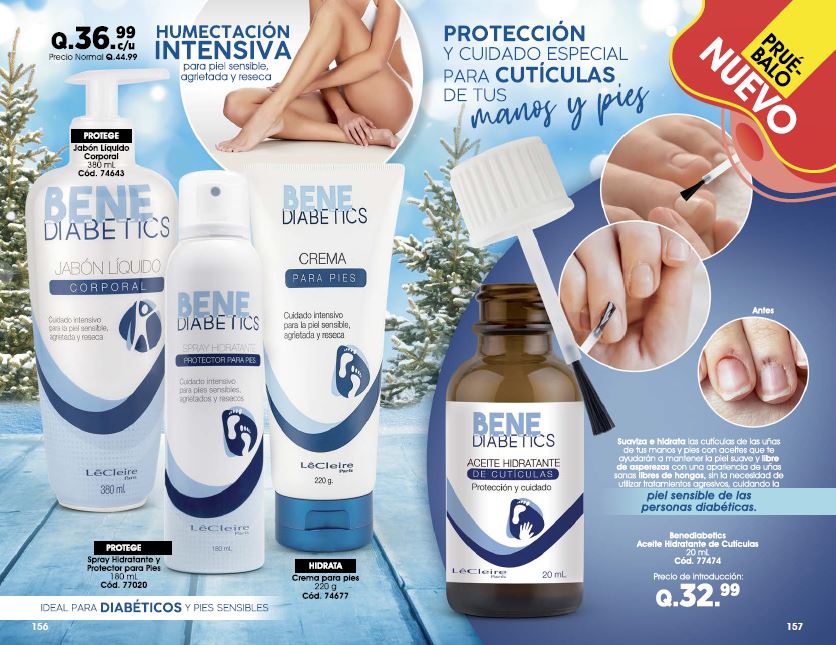 Q.36.99
c/u
Precio Normal Q.44.99
HUMECTACIÓN
INTENSIVA
para piel sensible,
agrietada y reseca
PROTEGE
Jabón Líquido
Corporal
380 mL
Cód. 74643
BENE
DIABETICS
JABÓN LÍQUIDO
CORPORAL
Cuidado intensivo
para la piel sensible,
agrietada y reseca
LēCleire
Paris
380 mL
BENE
DIABETICS
SPRAY HIDRATANTE
PROTECTOR PARA PIES
Cuidado intensivo
para pies sensibles,
agrietados y resecos
LēCleire
Paris
180 mL
BENE
DIABETICS
CREMA
PARA PIES
Cuidado intensivo
para la piel sensible,
agrietada y reseca
LēCleire
Paris
220 g.
PROTEGE
Spray Hidratante y
Protector para Pies
180 mL
Cód. 77020
HIDRATA
Crema para pies
220 g
Cód. 74677
IDEAL PARA DIABÉTICOS Y PIES SENSIBLES
156
PROTECCIÓN
Y CUIDADO ESPECIAL
PARA CUTÍCULAS
DE TUS
manos y pies
PRUÉ-
BALO
NUEVO
Antes
BENE
DIABETICS
ACEITE HIDRATANTE
DE CUTÍCULAS
Protección y cuidado
LēCleire
Paris
20 mL
Suaviza e hidrata las cutículas de las uñas
de tus manos y pies con aceites que te
ayudarán a mantener la piel suave y libre
de asperezas con una apariencia de uñas
sanas libres de hongos, sin la necesidad de
utilizar tratamientos agresivos, cuidando la
piel sensible de las
personas diabéticas.
Benediabetics
Aceite Hidratante de Cutículas
20 mL
Cód. 77474
Precio de Introducción:
Q.32.99
157